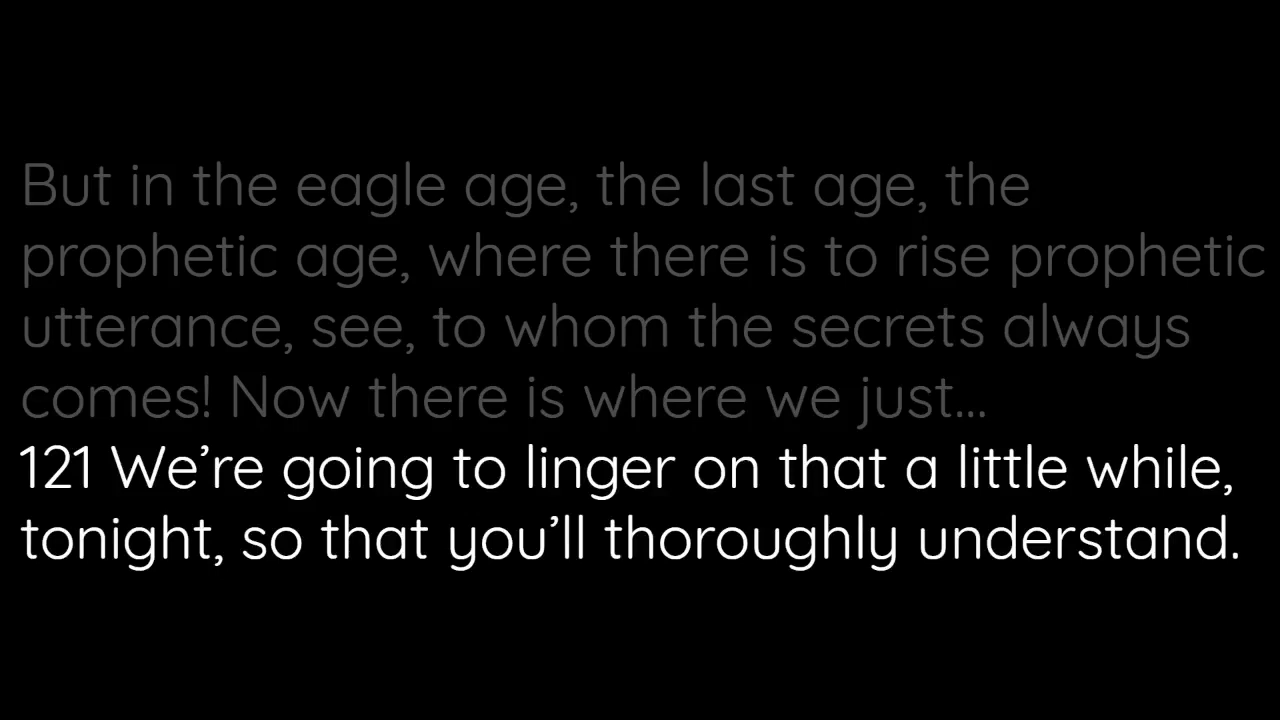 But in the eagle age, the last age, the
prophetic age, where there is to rise prophetic
utterance, see, to whom the secrets always
comes! Now there is where we just...
121 We’re going to linger on that a little while,
tonight, so that you’ll thoroughly understand.